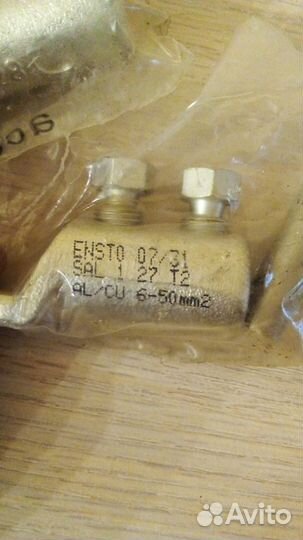 ENSTO 07/31
SAL 1 27 T2
AL/CU 6-50mm2
Avito